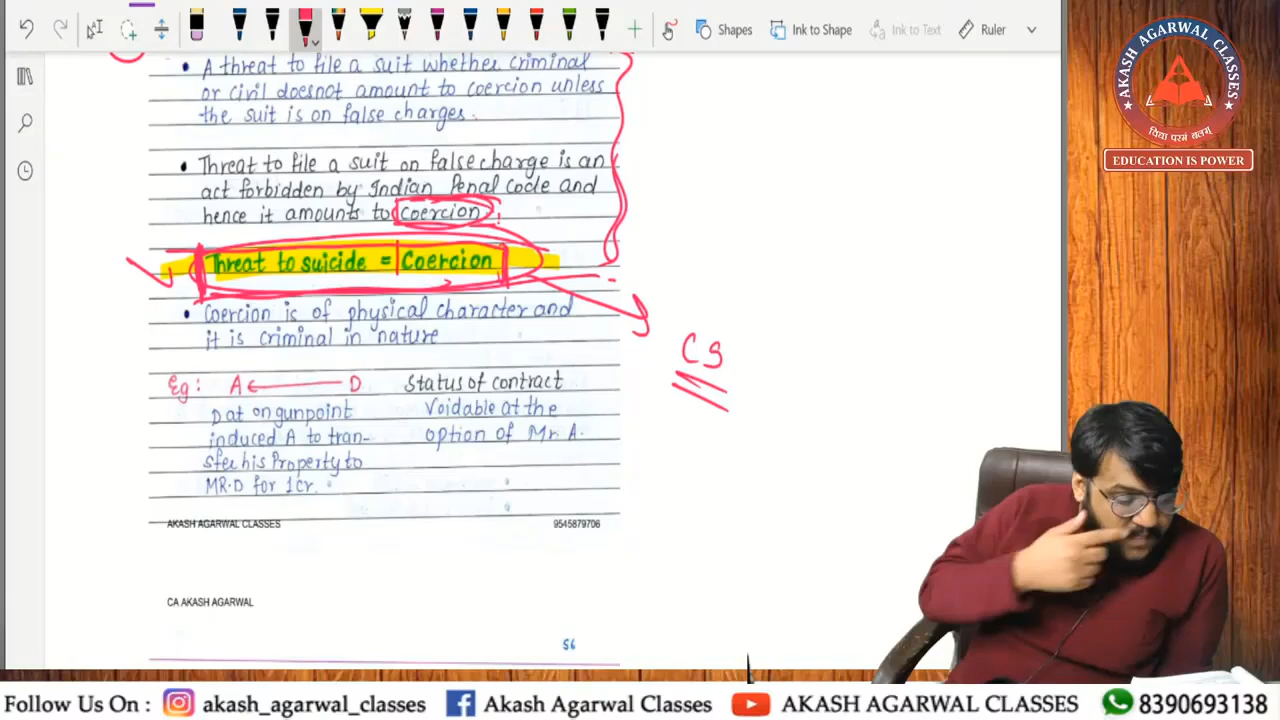 Shapes
Ink to Shape
Ink to Text
Ruler
• A threat to file a suit whether criminal
or civil doesnot amount to coercion unless
the suit is on false charges.
• Threat to file a suit on false charge is an
act forbidden by Indian Penal Code and
hence it amounts to coercion.
Threat to suicide = Coercion
• Coercion is of physical character and
it is criminal in nature
CS
Eg: A ← D
Status of contract
D at on gunpoint
induced A to tran-
sfer his Property to
MR.D for 1cr.
Voidable at the
option of Mr. A.
AKASH AGARWAL CLASSES
9545879706
CA AKASH AGARWAL
56
AKASH AGARWAL CLASSES
विद्या परमं बलम्
EDUCATION IS POWER
Follow Us On :
akash_agarwal_classes
Akash Agarwal Classes
AKASH AGARWAL CLASSES
8390693138